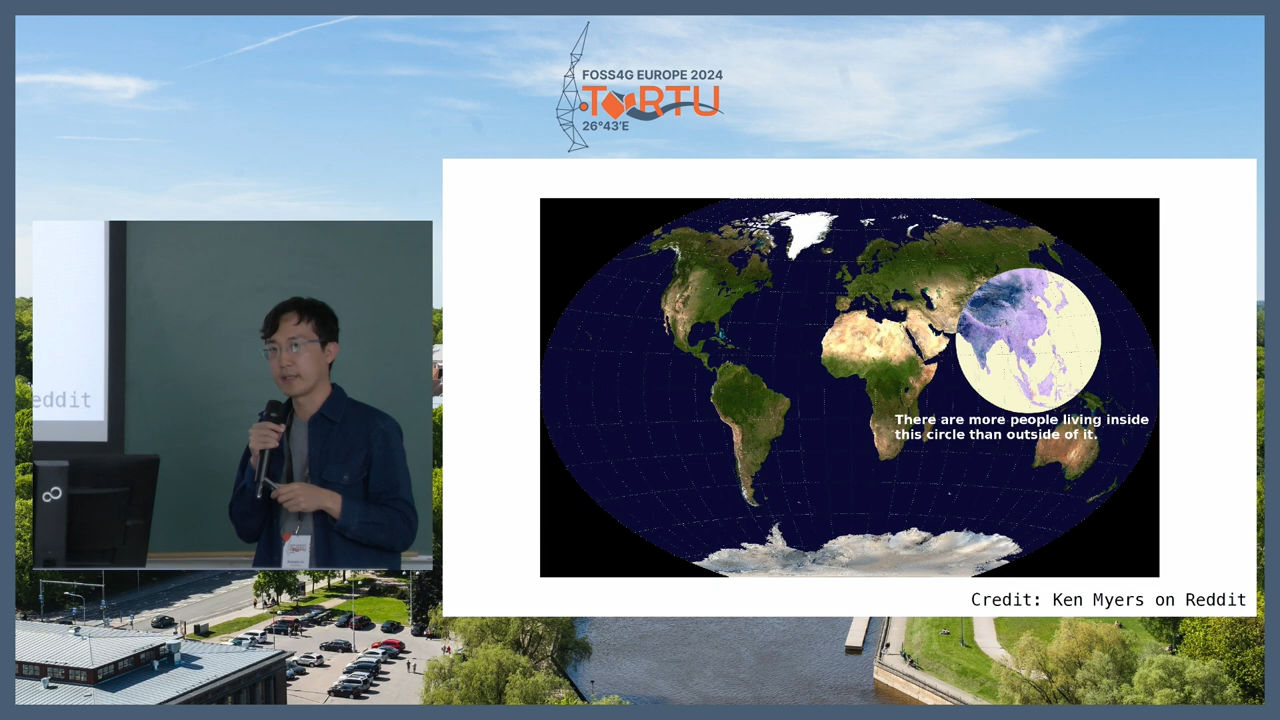 FOSS4G EUROPE 2024
TARTU
26°43'E
eddit
There are more people living inside
this circle than outside of it.
Credit: Ken Myers on Reddit